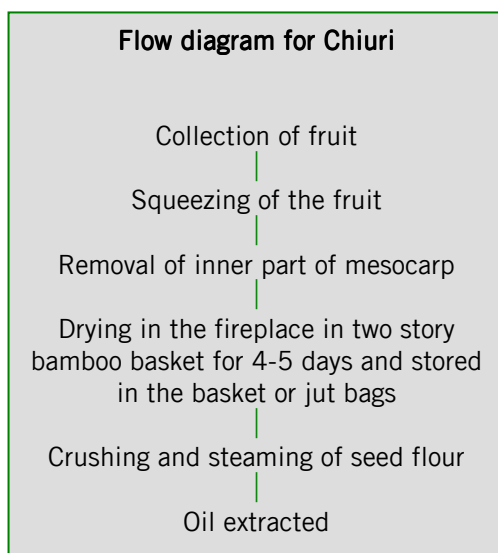 Flow diagram for Chiuri
Collection of fruit
Squeezing of the fruit
Removal of inner part of mesocarp
Drying in the fireplace in two story
bamboo basket for 4-5 days and stored
in the basket or jut bags
Crushing and steaming of seed flour
Oil extracted